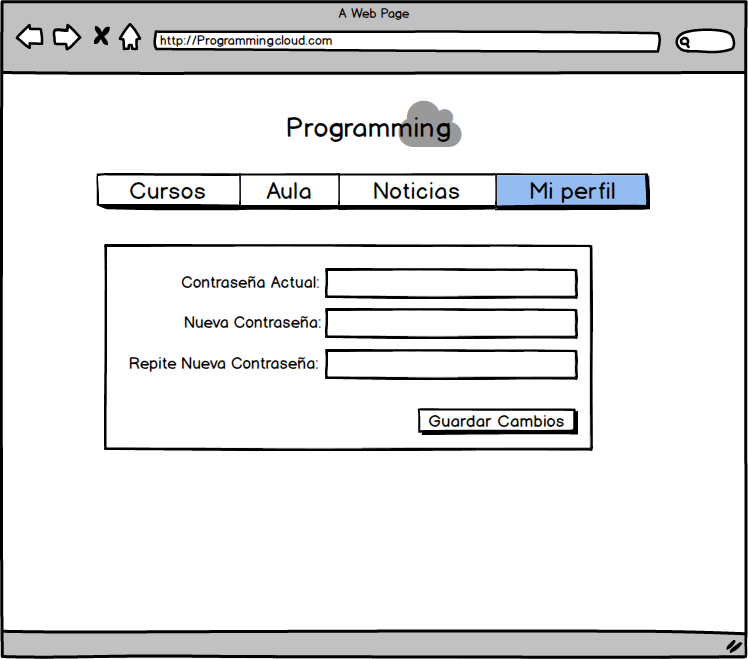 A Web Page
http://Programmingcloud.com
Programming
Cursos Aula Noticias Mi perfil
Contraseña Actual:
Nueva Contraseña:
Repite Nueva Contraseña:
Guardar Cambios